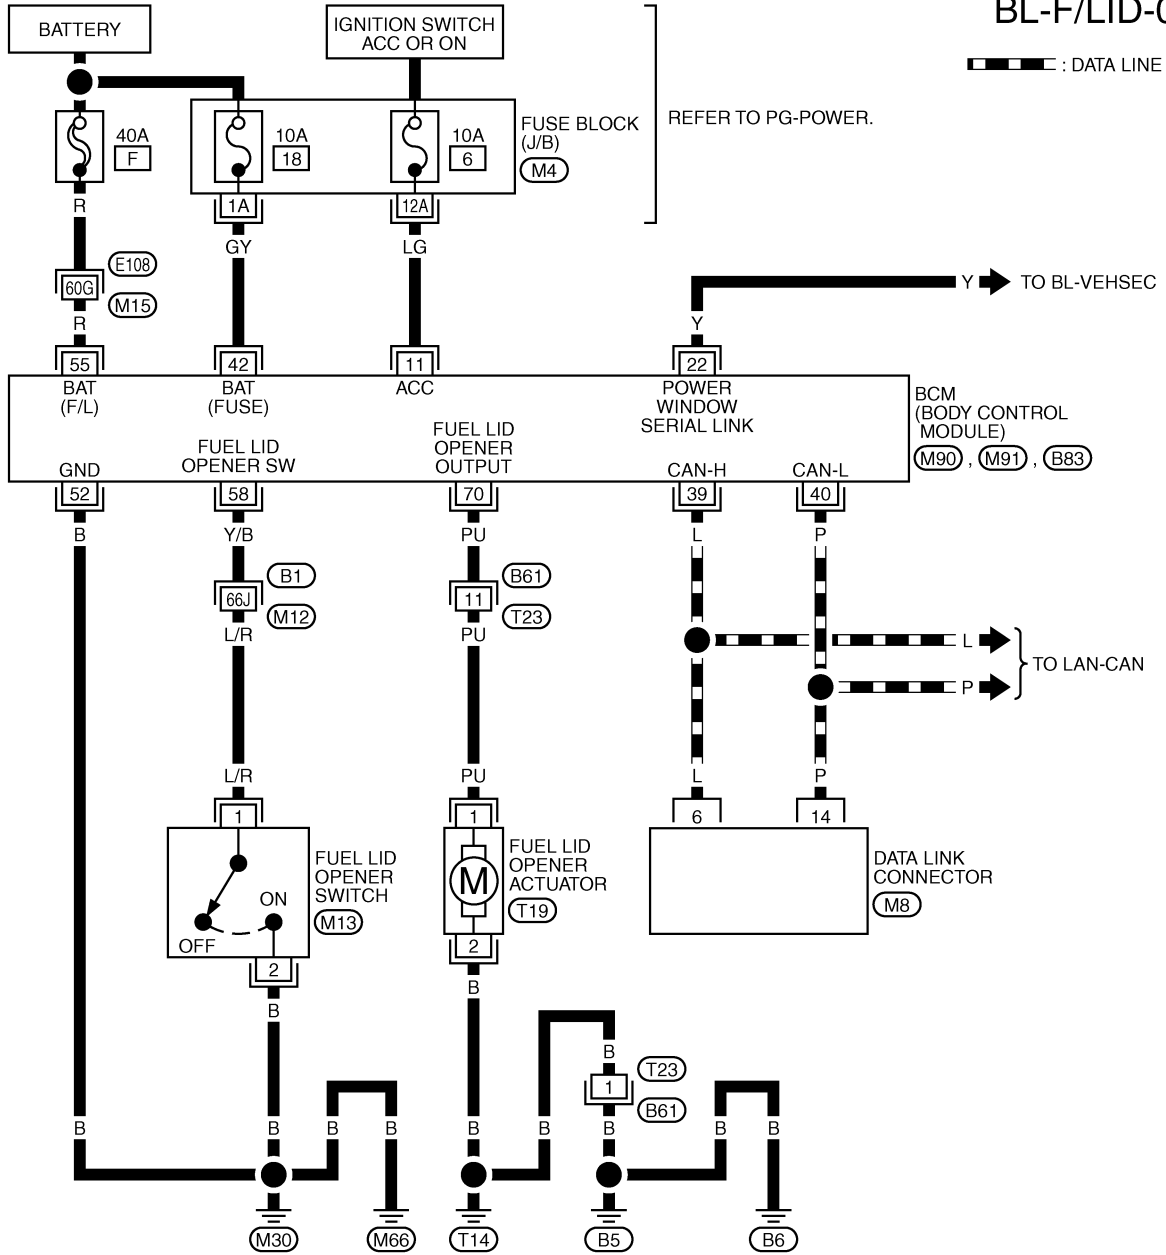 BL-F/LID-0
: DATA LINE
BATTERY
IGNITION SWITCH
ACC OR ON
REFER TO PG-POWER.
40A
F
10A
18
10A
6
FUSE BLOCK
(J/B)
M4
1A
12A
R
GY
LG
E108
60G
M15
R
Y
TO BL-VEHSEC
Y
55
42
11
22
BAT
(F/L)
BAT
(FUSE)
ACC
POWER
WINDOW
SERIAL LINK
BCM
(BODY CONTROL
MODULE)
M90 , M91 , B83
GND
FUEL LID
OPENER SW
FUEL LID
OPENER
OUTPUT
CAN-H
CAN-L
52
58
70
39
40
B
Y/B
PU
L
P
B1
66J
M12
B61
11
T23
L/R
PU
L
P
TO LAN-CAN
L/R
PU
L
P
1
1
6
14
FUEL LID
OPENER
SWITCH
M13
ON
OFF
M
FUEL LID
OPENER
ACTUATOR
T19
DATA LINK
CONNECTOR
M8
2
2
B
B
B
T23
1
B61
B
B
B
B
B
B
B
B
B
M30
M66
T14
B5
B6